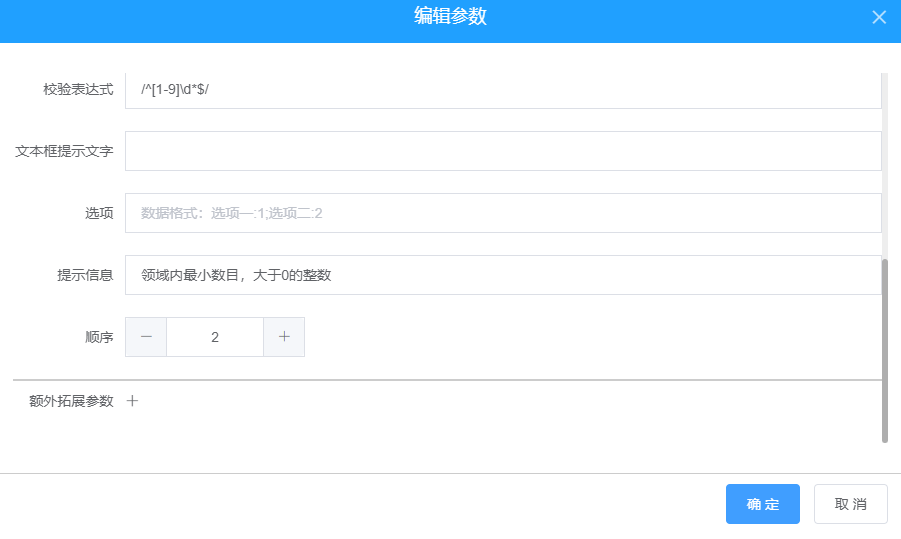 编辑参数
校验表达式 /^[1-9]\d*$/
文本框提示文字
选项 数据格式：选项一:1;选项二:2
提示信息 领域内最小数目，大于0的整数
顺序 2
额外拓展参数
确 定 取 消